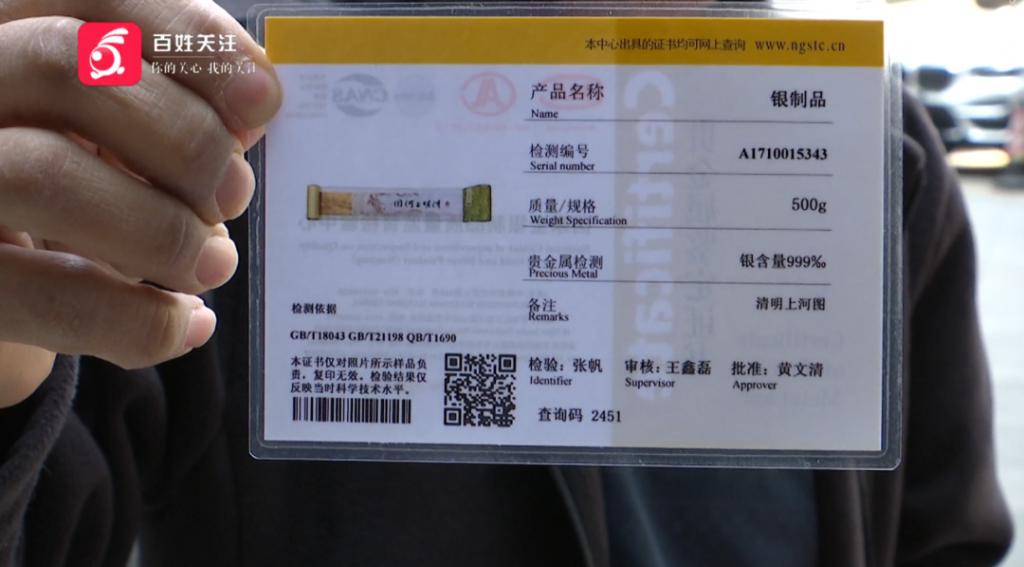 百姓关注
你的关心 我的关注
本中心出具的证书均可网上查询 www.ngstc.cn
产品名称 银制品
Name
检测编号 A1710015343
Serial number
质量/规格 500g
Weight Specification
贵金属检测 银含量999‰
Precious Metal
备注 清明上河图
Remarks
检测依据
GB/T18043 GB/T21198 QB/T1690
本证书仅对照片所示样品负
责。复印无效。检验结果仅
反映当时科学技术水平。
检验：张帆 审核：王鑫磊 批准：黄文清
Identifier Supervisor Approver
查询码 2451
Certificate
CNAS